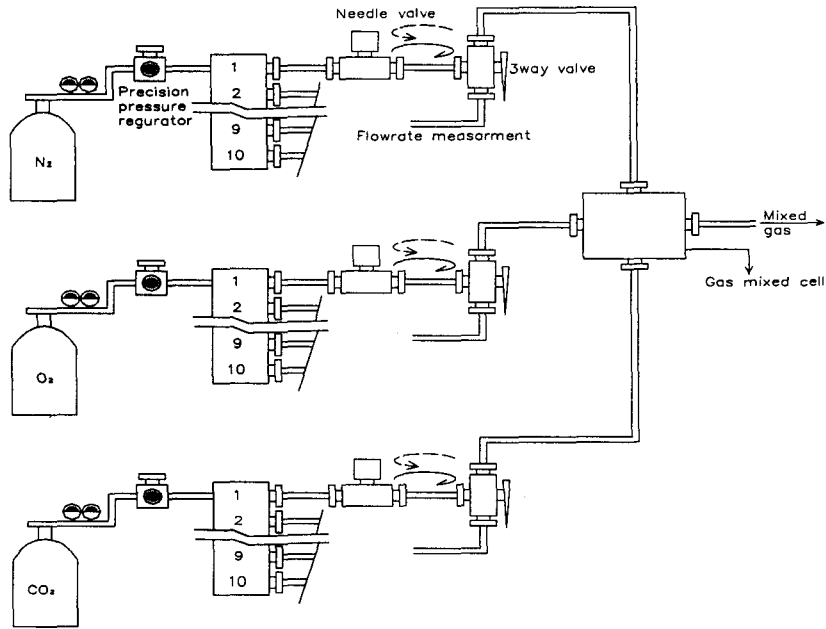 Needle valve
1
3way valve
Precision
pressure
regurator
2
9
Flowrate measarment
10
N₂
Mixed
gas
Gas mixed cell
1
2
9
10
O₂
1
2
9
10
CO₂